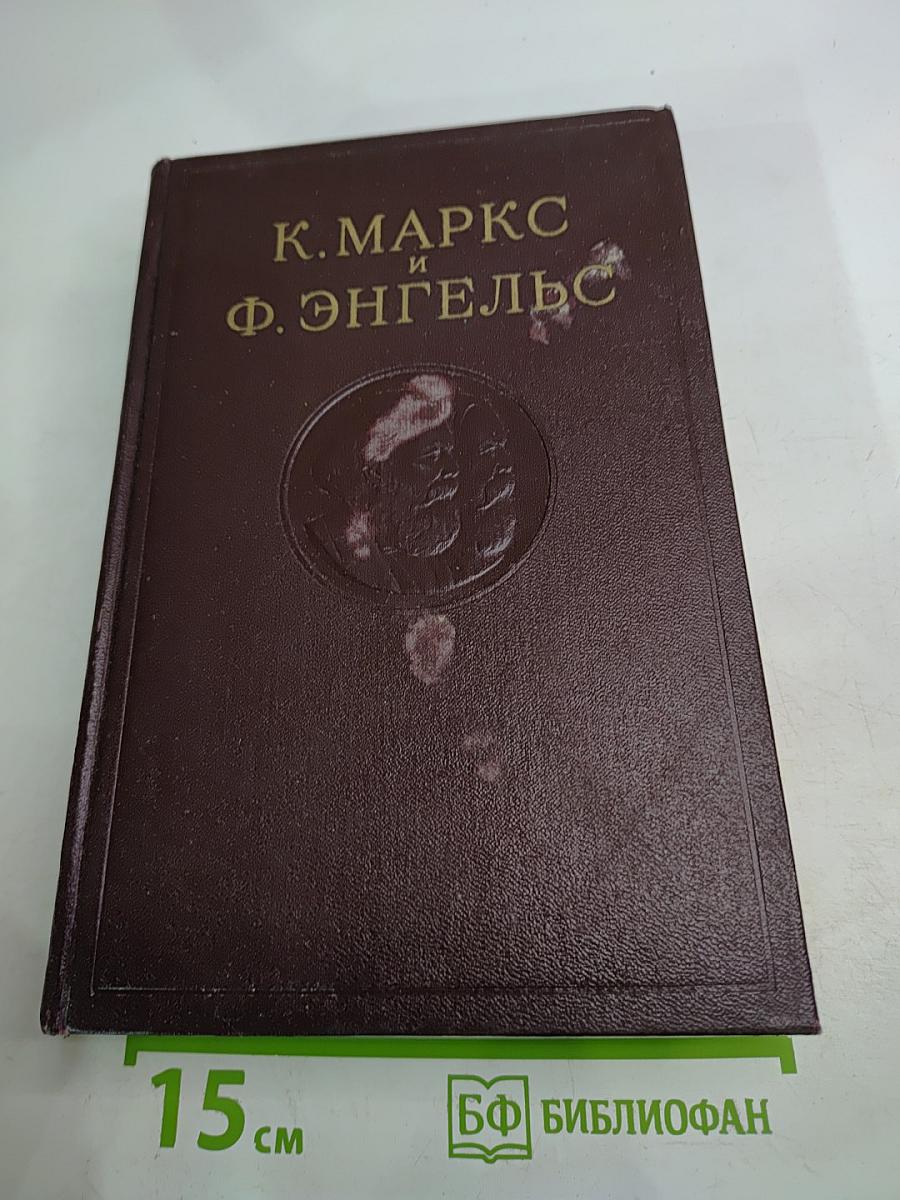 К. МАРКС
и
Ф. ЭНГЕЛЬС
15 см
БФ БИБЛИОФАН